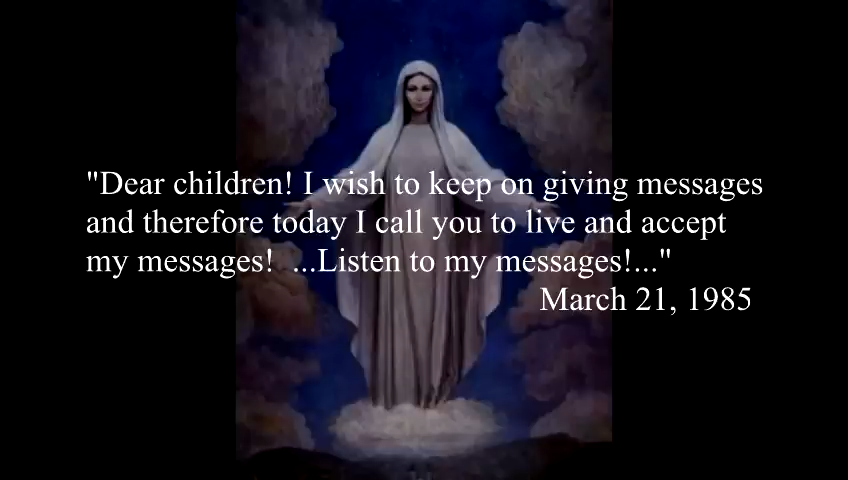 "Dear children! I wish to keep on giving messages
and therefore today I call you to live and accept
my messages!  ...Listen to my messages!..."
March 21, 1985